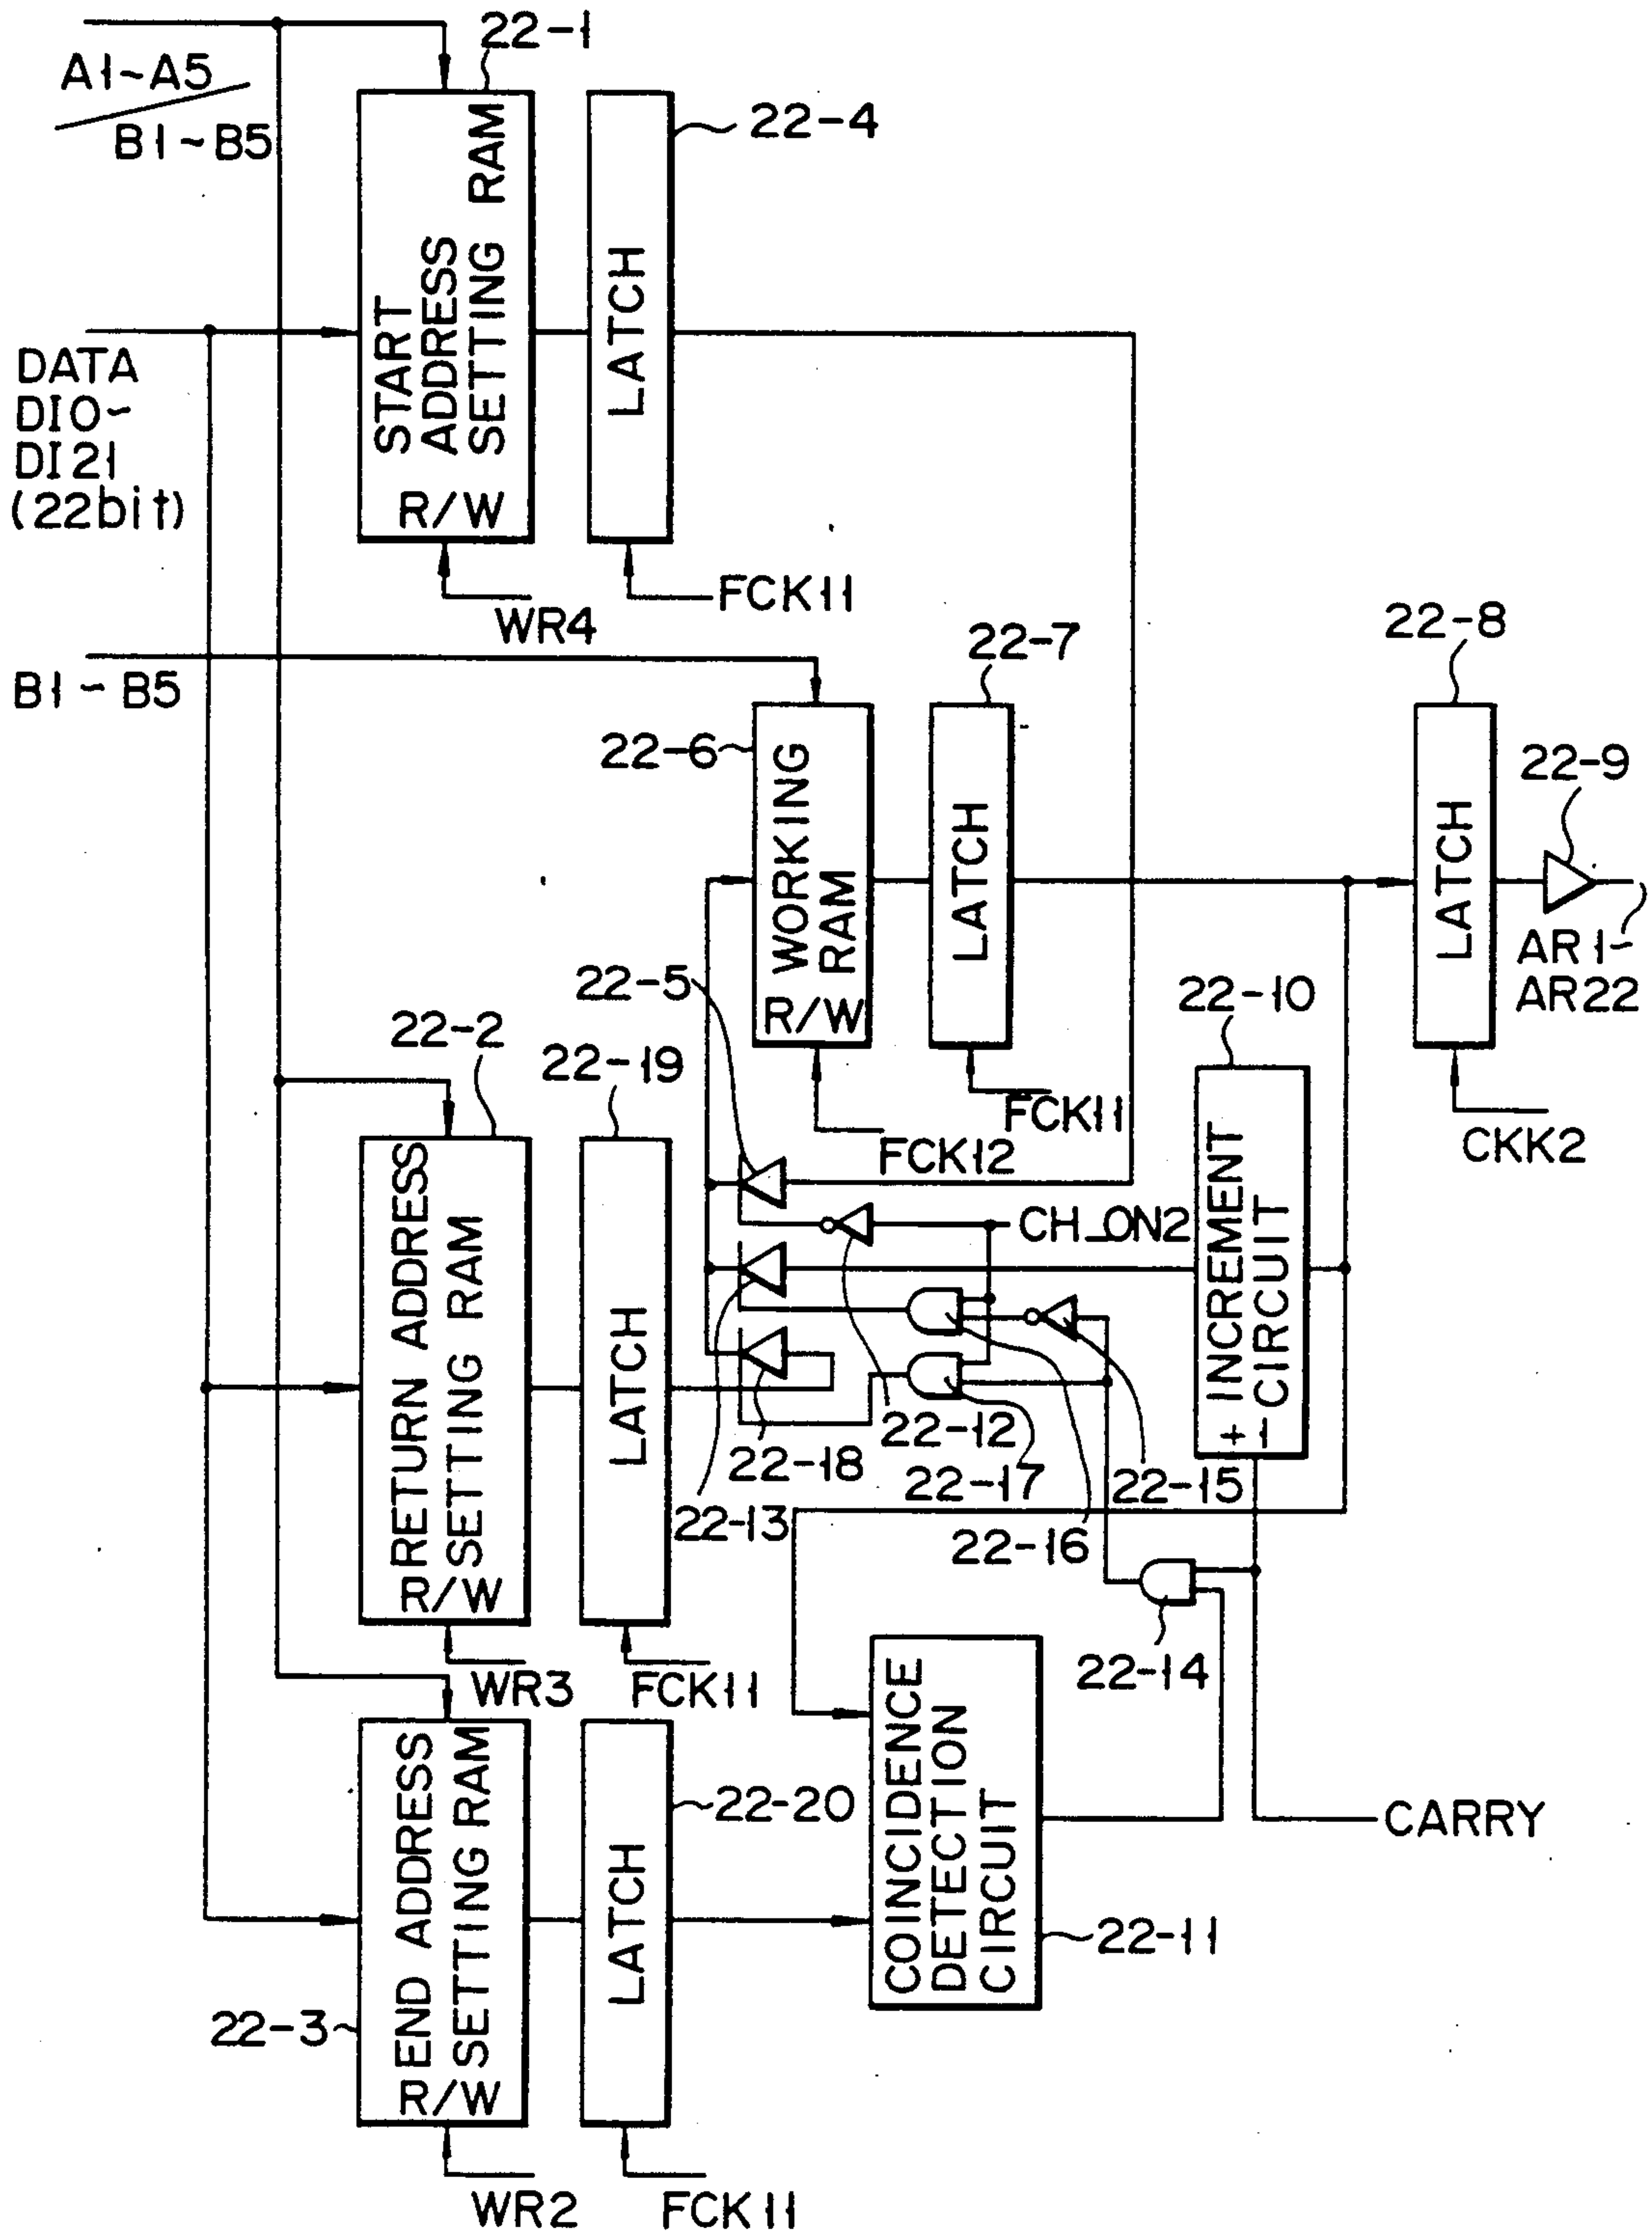 22-1
A1~A5
B1~B5
22-4
START
ADDRESS
SETTING RAM
R/W
LATCH
DATA
DI0~
DI21
(22bit)
FCK11
WR4
B1~B5
22-7
22-8
22-6
WORKING
RAM
R/W
LATCH
LATCH
22-9
AR1~
AR22
22-5
22-10
22-2
22-19
FCK11
FCK12
CKK2
RETURN ADDRESS
SETTING RAM
R/W
LATCH
CH_ON2
INCREMENT
CIRCUIT
+1
22-12
22-18
22-17
22-15
22-13
22-16
22-14
WR3
FCK11
END ADDRESS
SETTING RAM
R/W
LATCH
22-20
COINCIDENCE
DETECTION
CIRCUIT
CARRY
22-11
22-3
WR2
FCK11